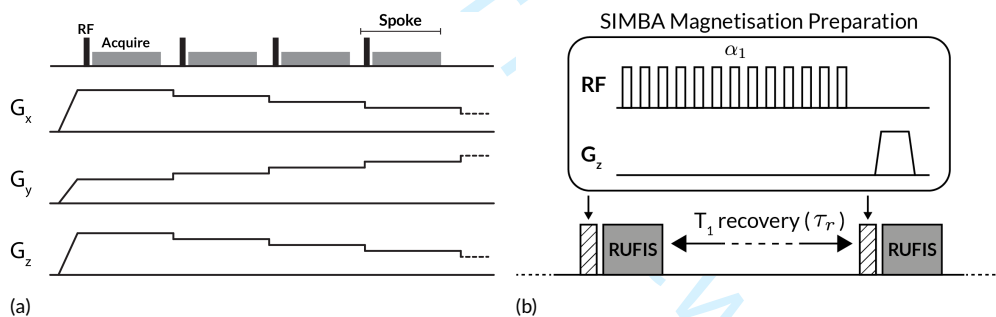 RF
Acquire
Spoke
Gx
Gy
Gz
(a)
SIMBA Magnetisation Preparation
α1
RF
Gz
T1 recovery (τr)
RUFIS
RUFIS
(b)